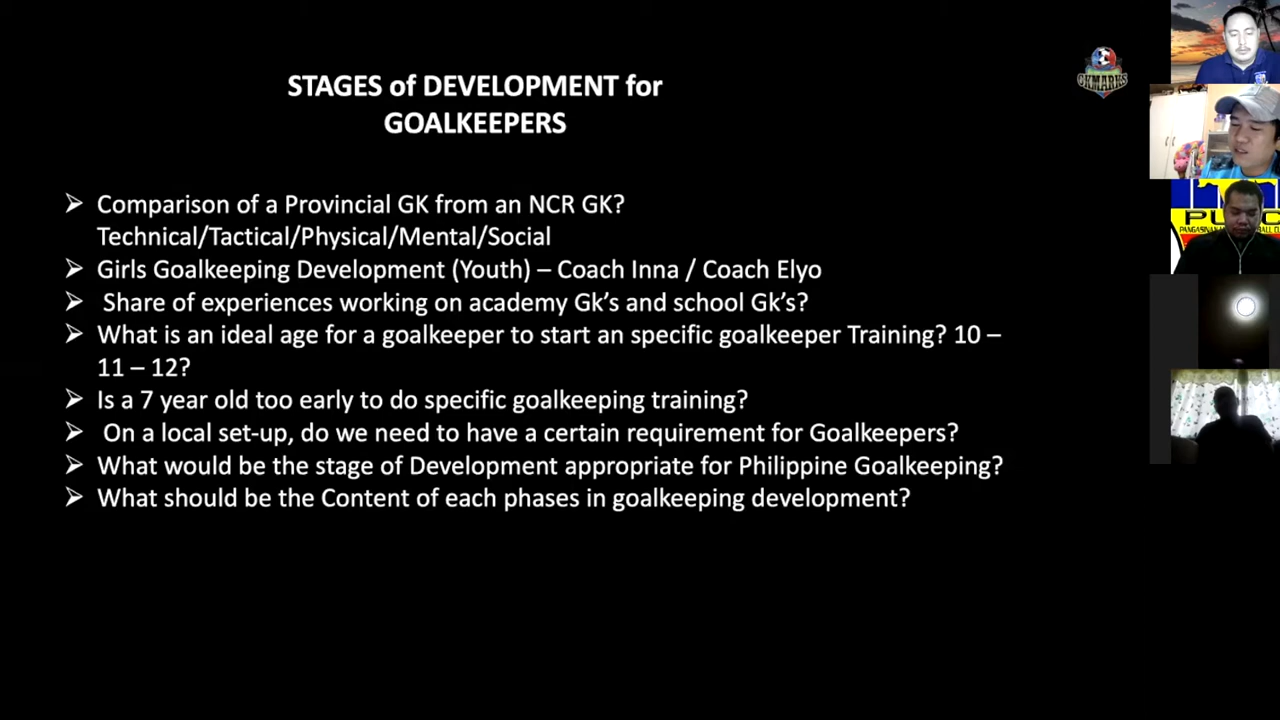 STAGES of DEVELOPMENT for
GOALKEEPERS
GKMARKS
➢ Comparison of a Provincial GK from an NCR GK?
Technical/Tactical/Physical/Mental/Social
➢ Girls Goalkeeping Development (Youth) – Coach Inna / Coach Elyo
➢ Share of experiences working on academy Gk's and school Gk's?
➢ What is an ideal age for a goalkeeper to start an specific goalkeeper Training? 10 –
11 – 12?
➢ Is a 7 year old too early to do specific goalkeeping training?
➢ On a local set-up, do we need to have a certain requirement for Goalkeepers?
➢ What would be the stage of Development appropriate for Philippine Goalkeeping?
➢ What should be the Content of each phases in goalkeeping development?